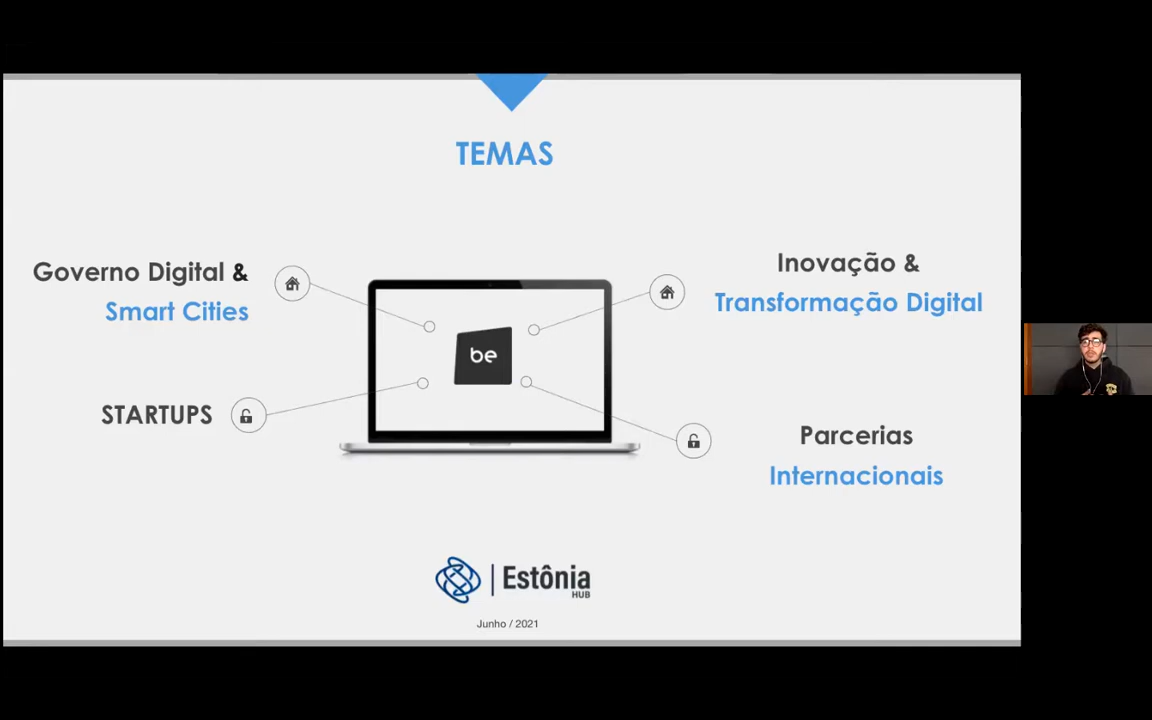 TEMAS
Governo Digital &
Smart Cities
STARTUPS
be
Inovação &
Transformação Digital
Parcerias
Internacionais
Estônia
HUB
Junho / 2021